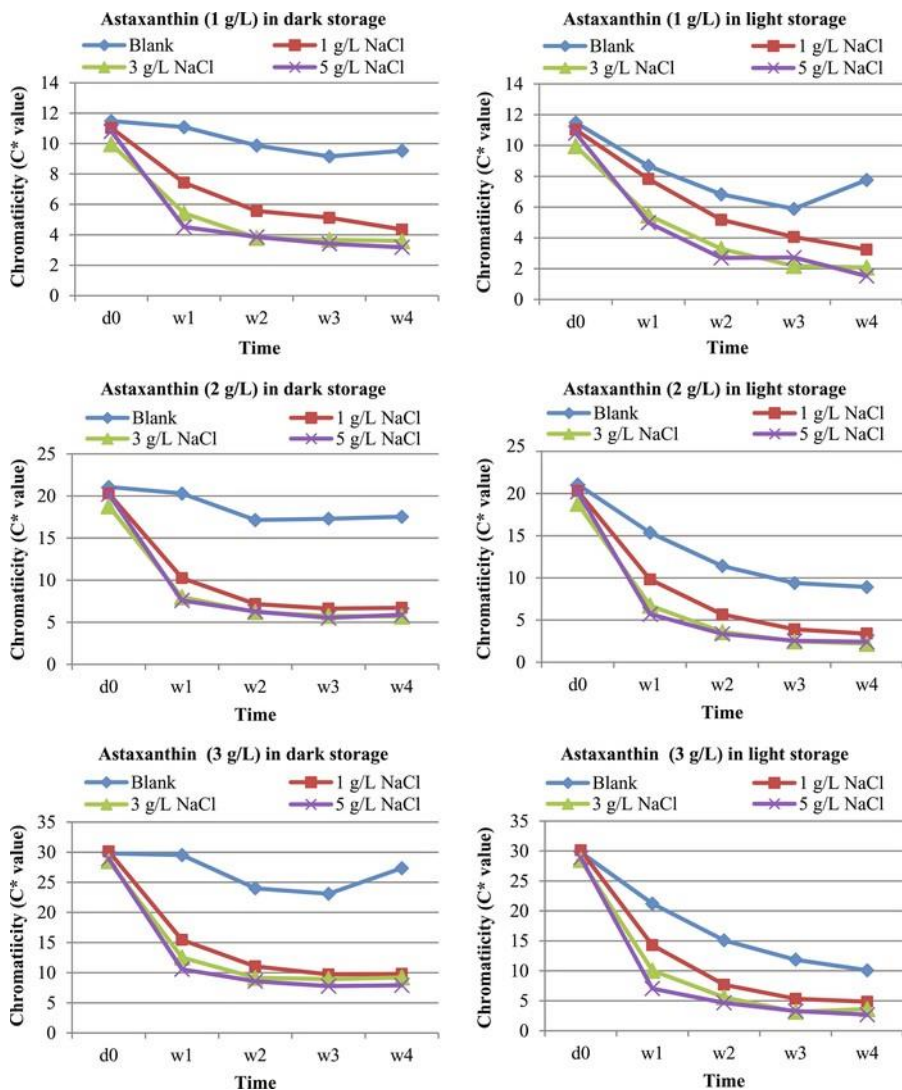 Astaxanthin (1 g/L) in dark storage
Blank 1 g/L NaCl
3 g/L NaCl 5 g/L NaCl
Chromatiicity (C* value)
14
12
10
8
6
4
2
0
d0 w1 w2 w3 w4
Time
Astaxanthin (1 g/L) in light storage
Blank 1 g/L NaCl
3 g/L NaCl 5 g/L NaCl
Chromatiicity (C* value)
14
12
10
8
6
4
2
0
d0 w1 w2 w3 w4
Time
Astaxanthin (2 g/L) in dark storage
Blank 1 g/L NaCl
3 g/L NaCl 5 g/L NaCl
Chromatiicity (C* value)
25
20
15
10
5
0
d0 w1 w2 w3 w4
Time
Astaxanthin (2 g/L) in light storage
Blank 1 g/L NaCl
3 g/L NaCl 5 g/L NaCl
Chromatiicity (C* value)
25
20
15
10
5
0
d0 w1 w2 w3 w4
Time
Astaxanthin (3 g/L) in dark storage
Blank 1 g/L NaCl
3 g/L NaCl 5 g/L NaCl
Chromatiicity (C* value)
35
30
25
20
15
10
5
0
d0 w1 w2 w3 w4
Time
Astaxanthin (3 g/L) in light storage
Blank 1 g/L NaCl
3 g/L NaCl 5 g/L NaCl
Chromatiicity (C* value)
35
30
25
20
15
10
5
0
d0 w1 w2 w3 w4
Time